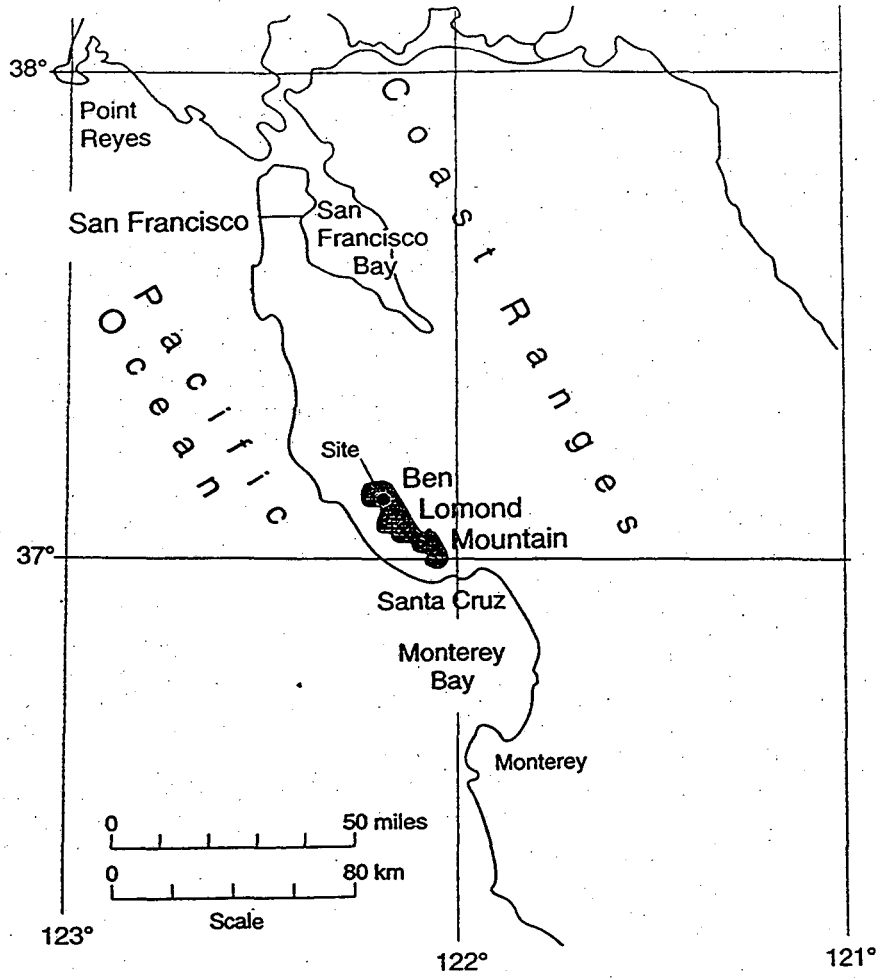 38°
Point
Reyes
Coast Ranges
San Francisco
San
Francisco
Bay
Pacific
Ocean
Site
Ben
Lomond
Mountain
37°
Santa Cruz
Monterey
Bay
Monterey
0 50 miles
0 80 km
Scale
123°
122°
121°